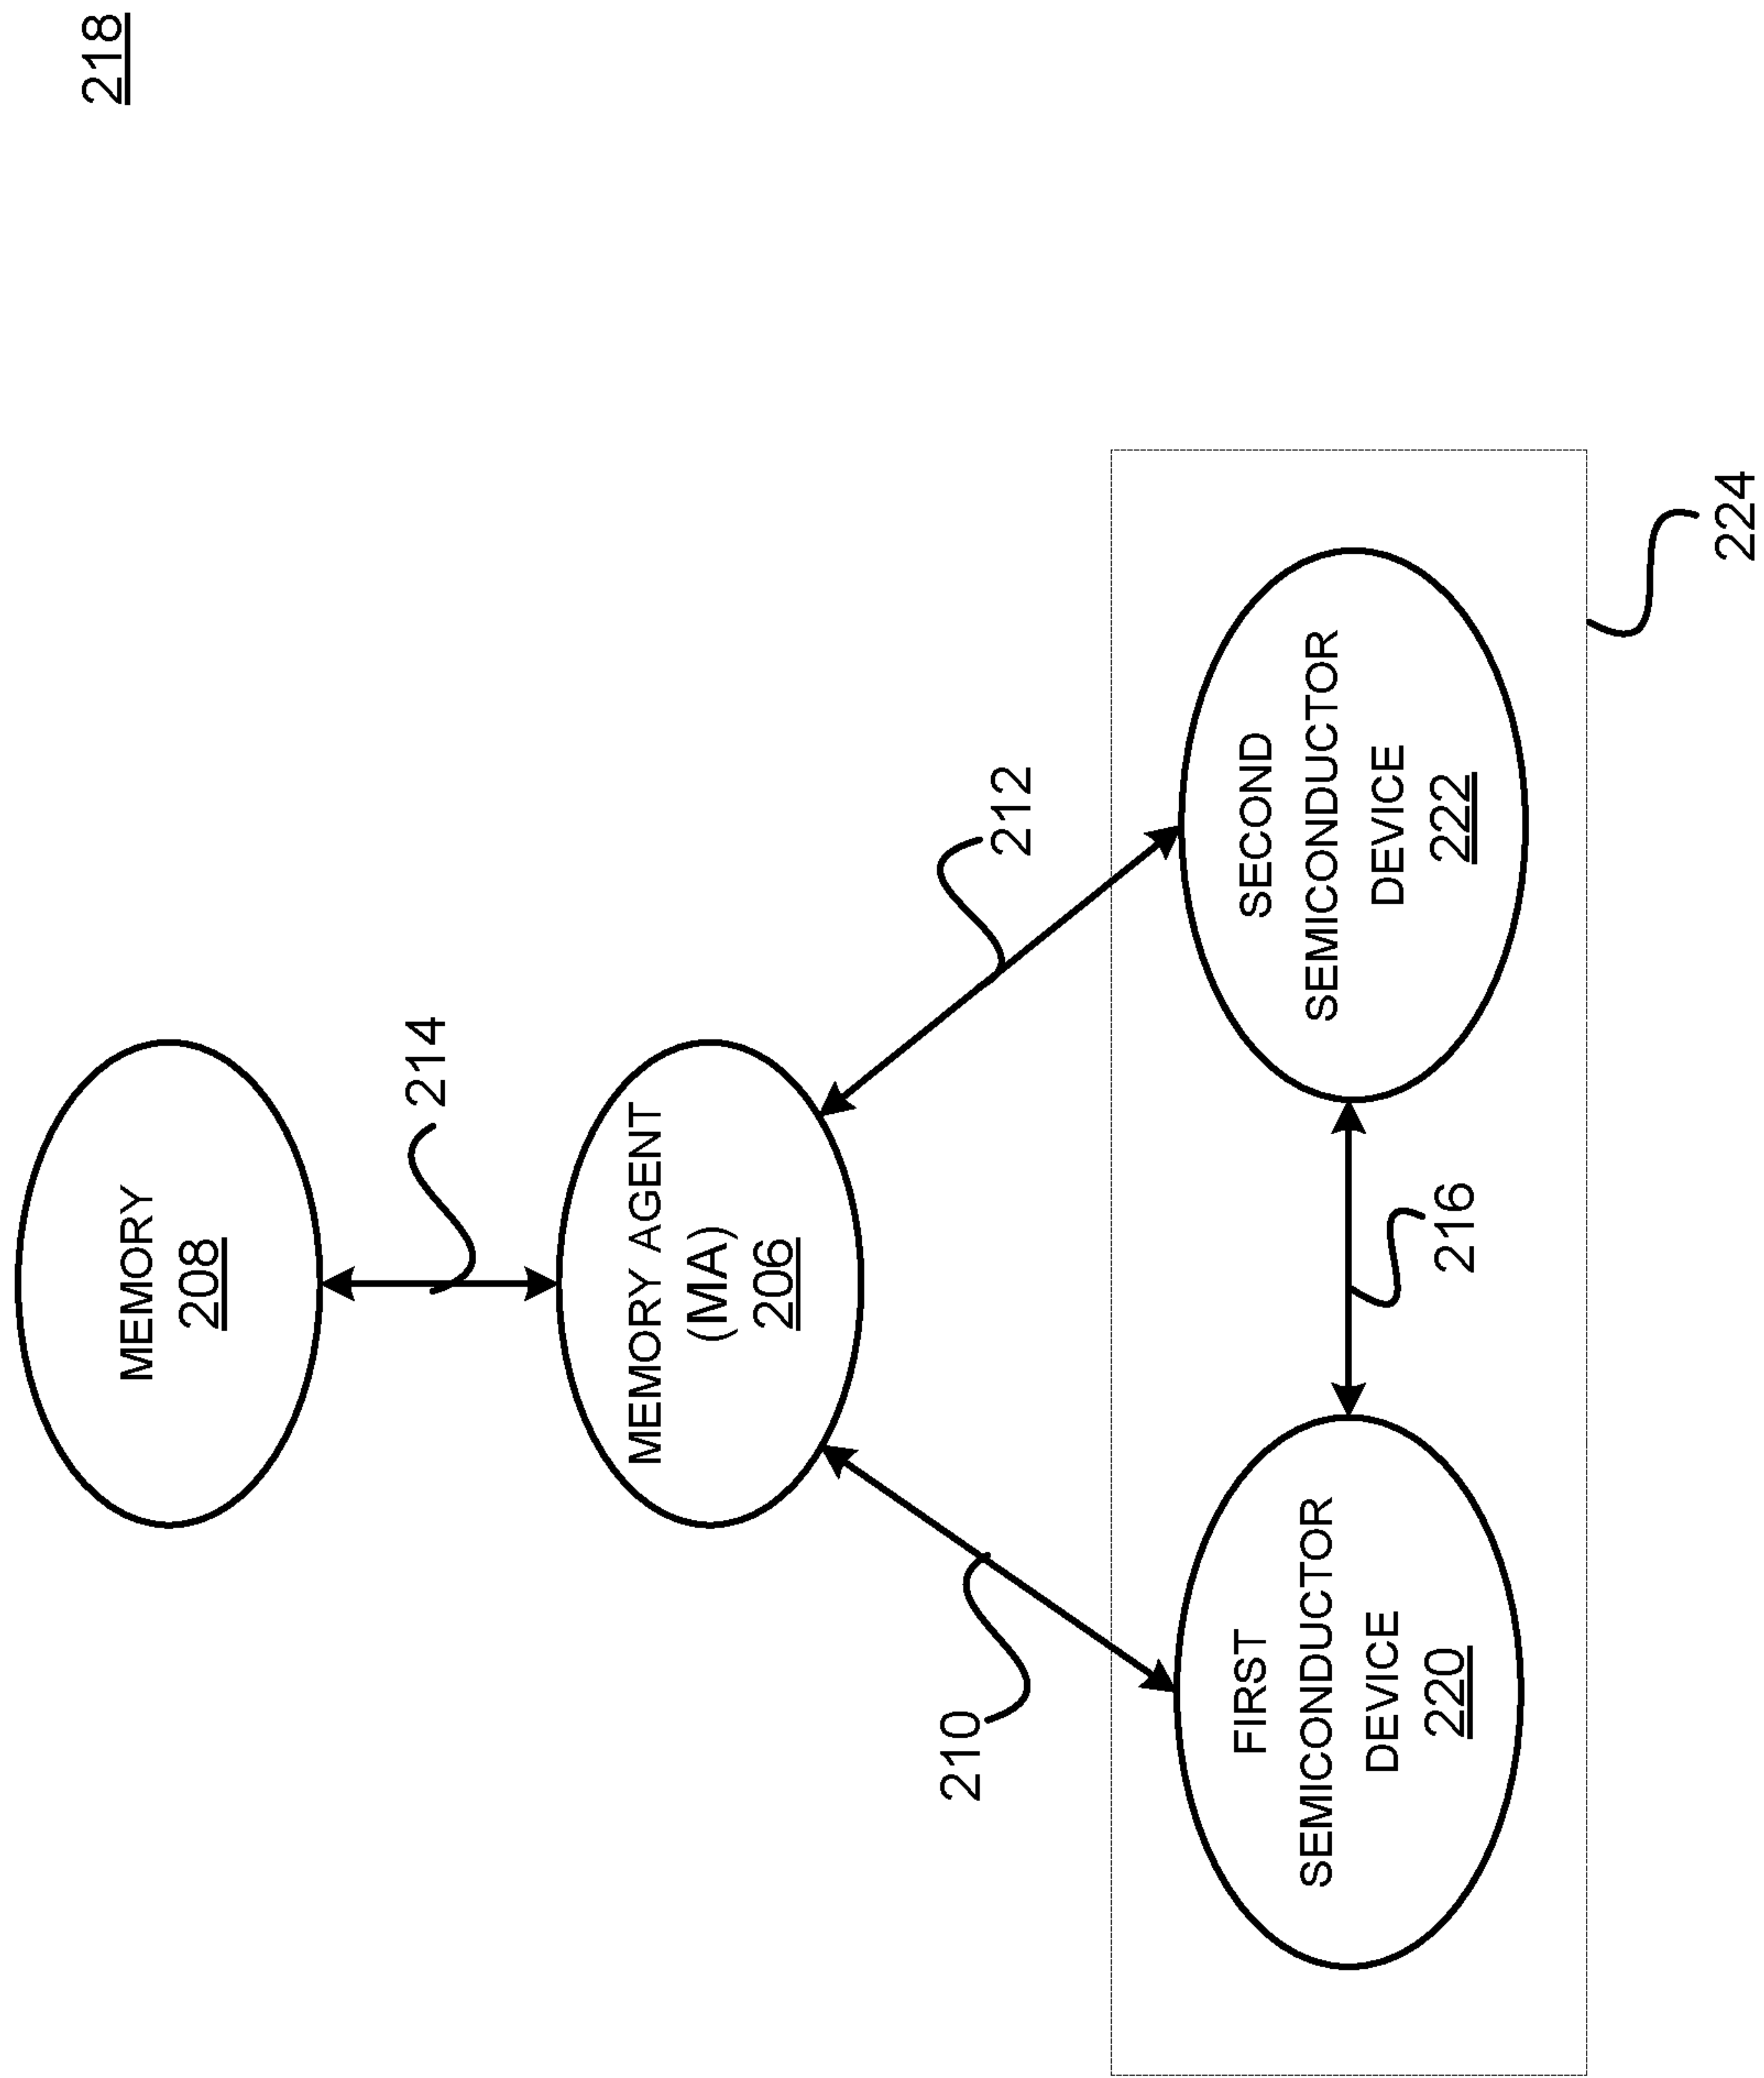 218
MEMORY
208
214
MEMORY AGENT
(MA)
206
210
212
FIRST
SEMICONDUCTOR
DEVICE
220
216
SECOND
SEMICONDUCTOR
DEVICE
222
224